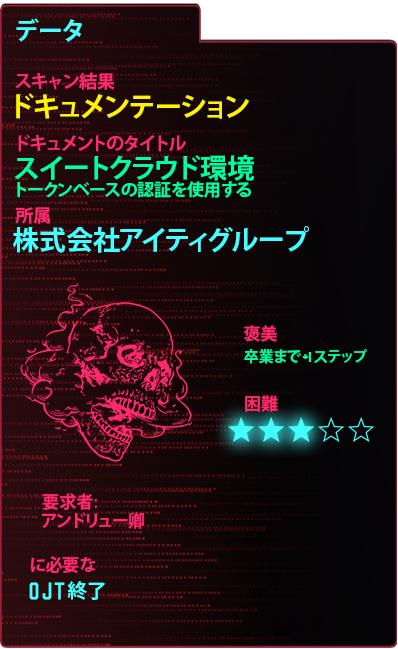 データ
スキャン結果
ドキュメンテーション
ドキュメントのタイトル
スイートクラウド環境
トークンベースの認証を使用する
所属
株式会社アイティグループ
褒美
卒業まで+1ステップ
困難
要求者:
アンドリュー卿
に必要な
OJT終了